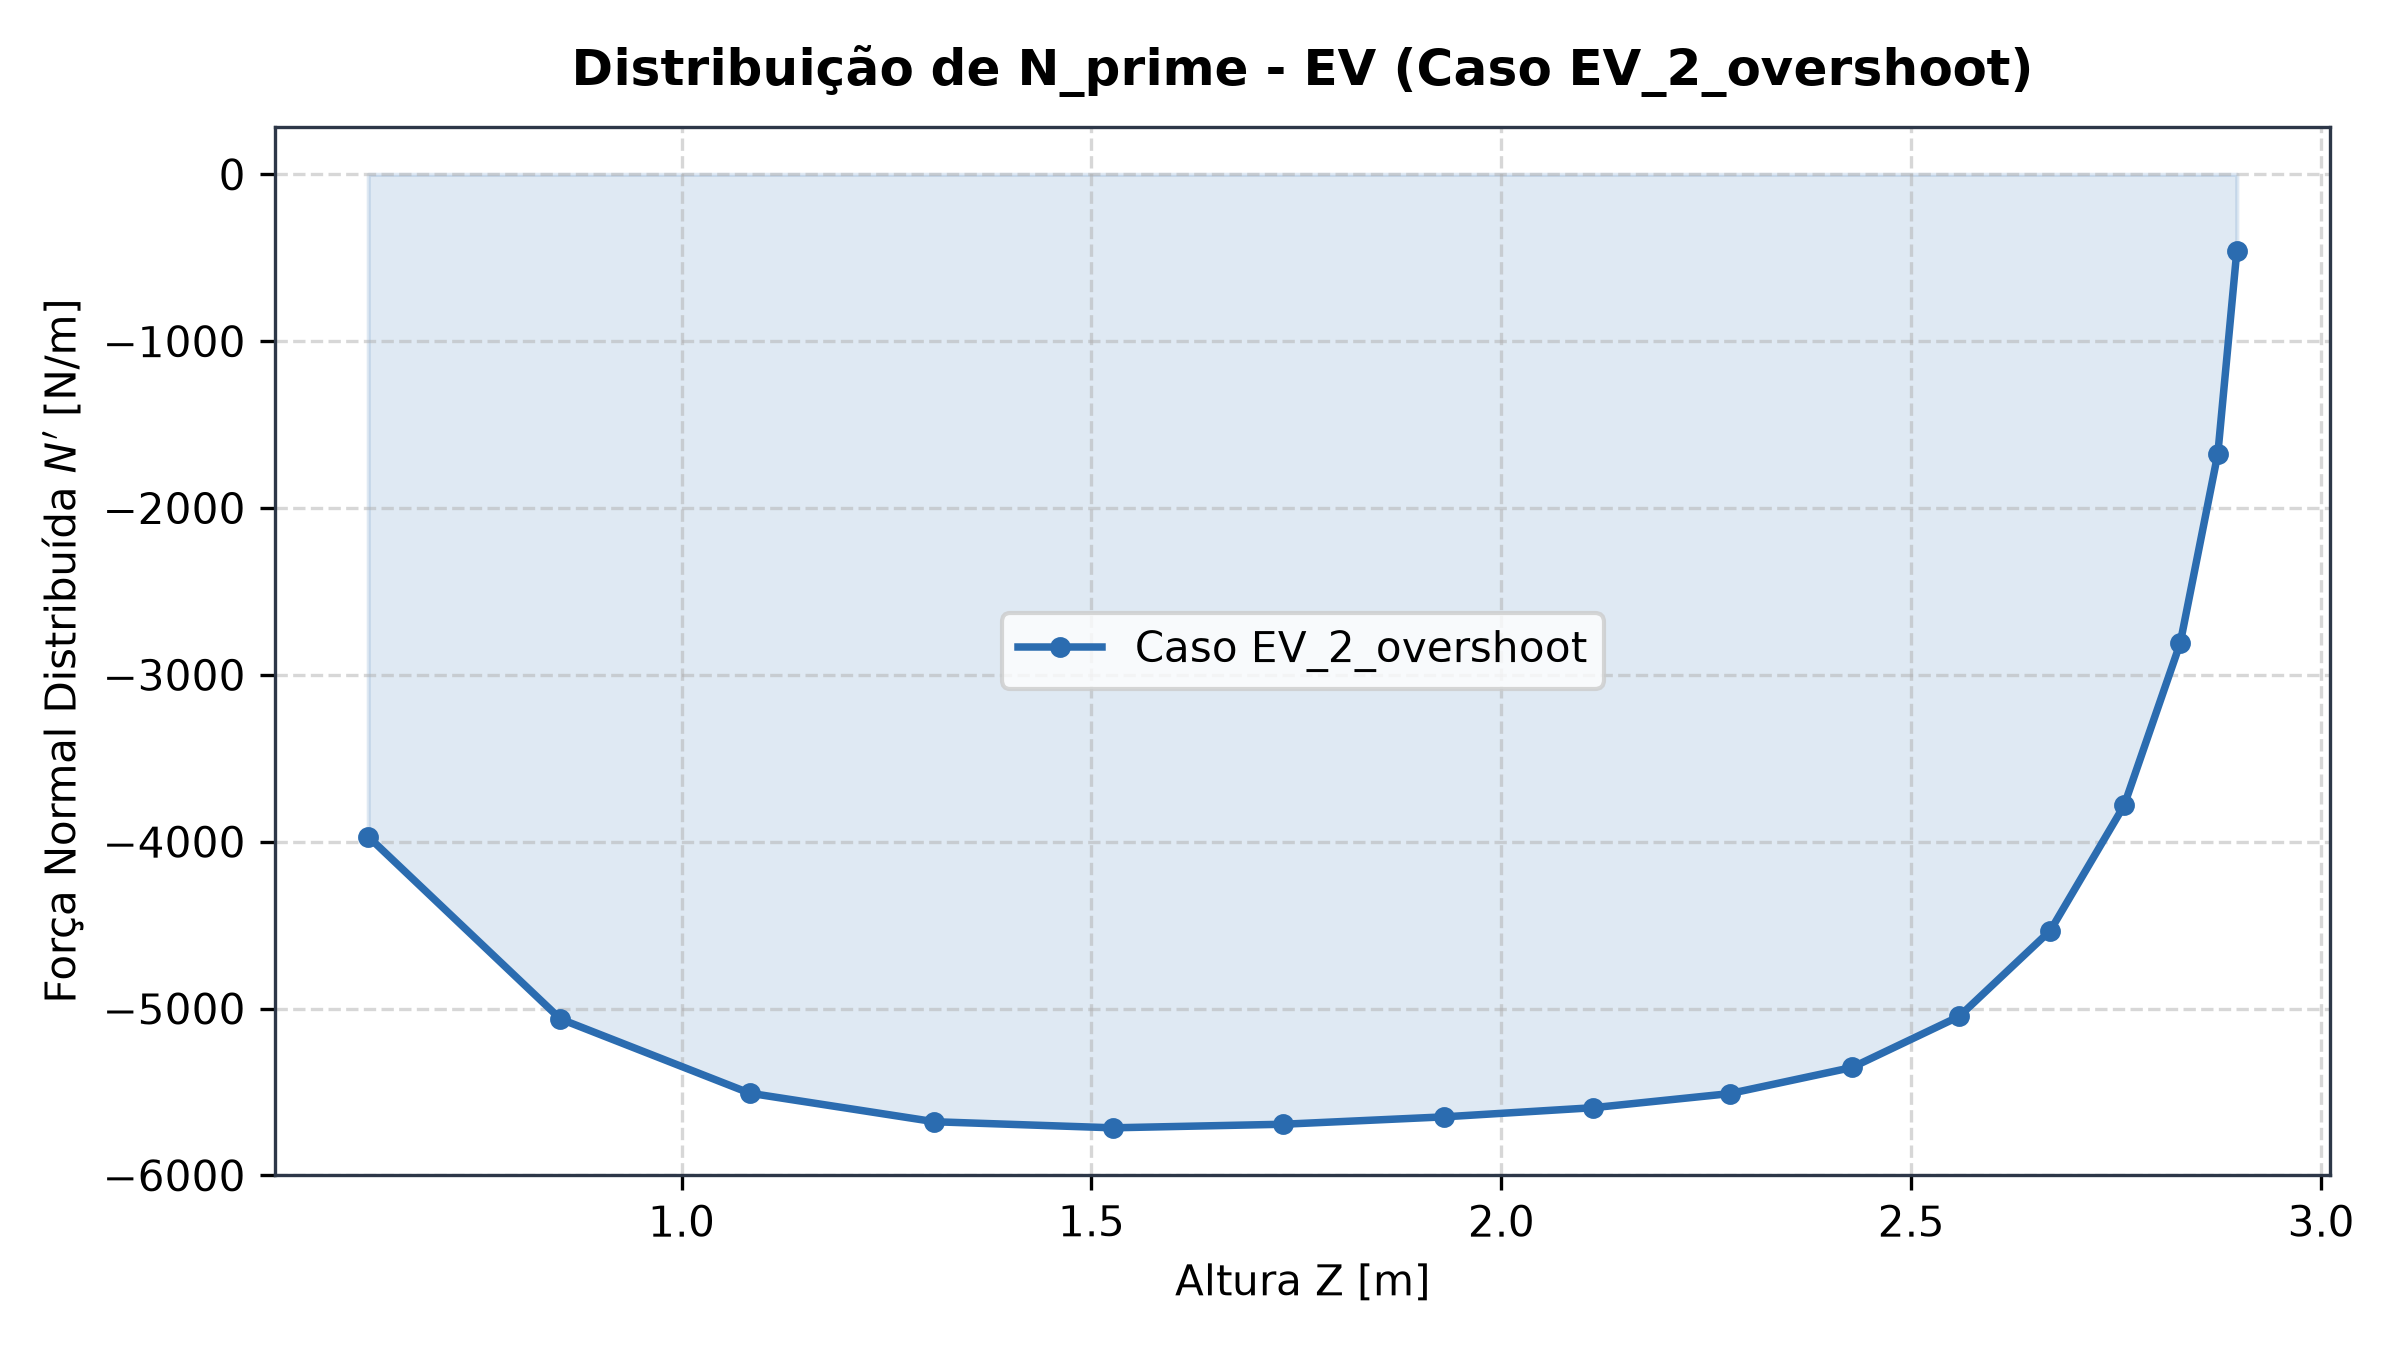 Distribuição de N_prime - EV (Caso EV_2_overshoot)
Força Normal Distribuída N′ [N/m]
0
−1000
−2000
−3000
−4000
−5000
−6000
Caso EV_2_overshoot
1.0 1.5 2.0 2.5 3.0
Altura Z [m]